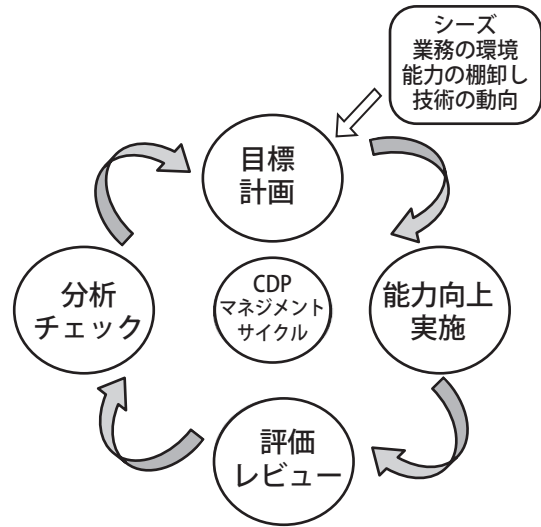 シーズ
業務の環境
能力の棚卸し
技術の動向
目標
計画
能力向上
実施
評価
レビュー
分析
チェック
CDP
マネジメント
サイクル